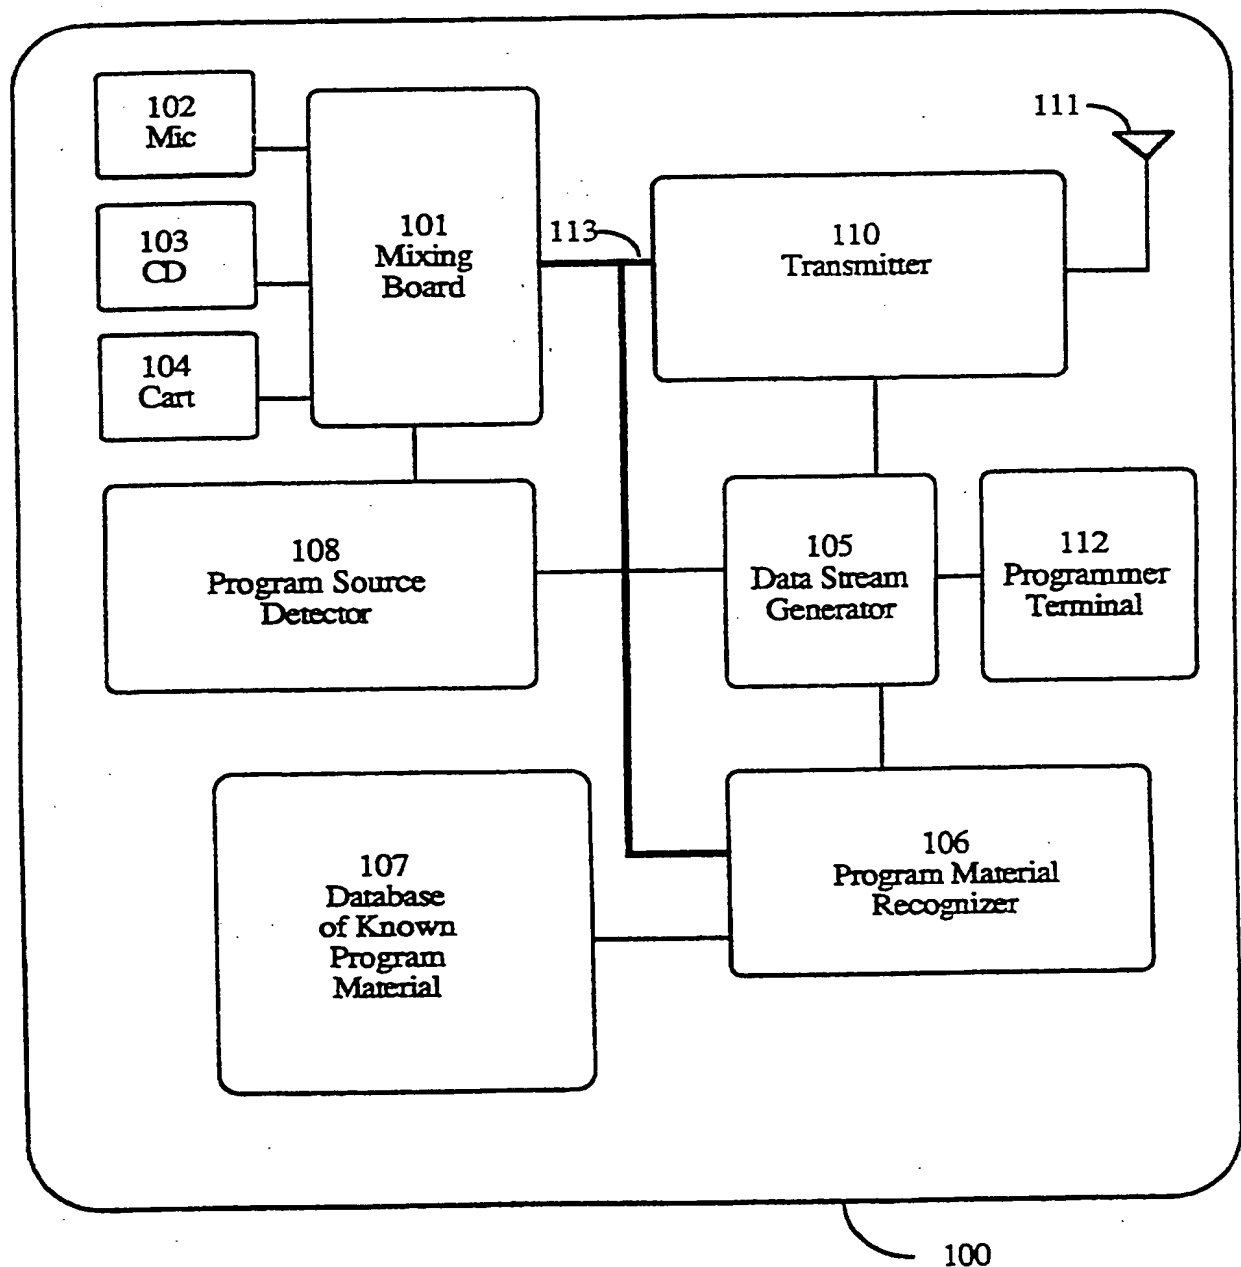 102
Mic
103
CD
104
Cart
101
Mixing
Board
113
110
Transmitter
111
108
Program Source
Detector
105
Data Stream
Generator
112
Programmer
Terminal
107
Database
of Known
Program
Material
106
Program Material
Recognizer
100